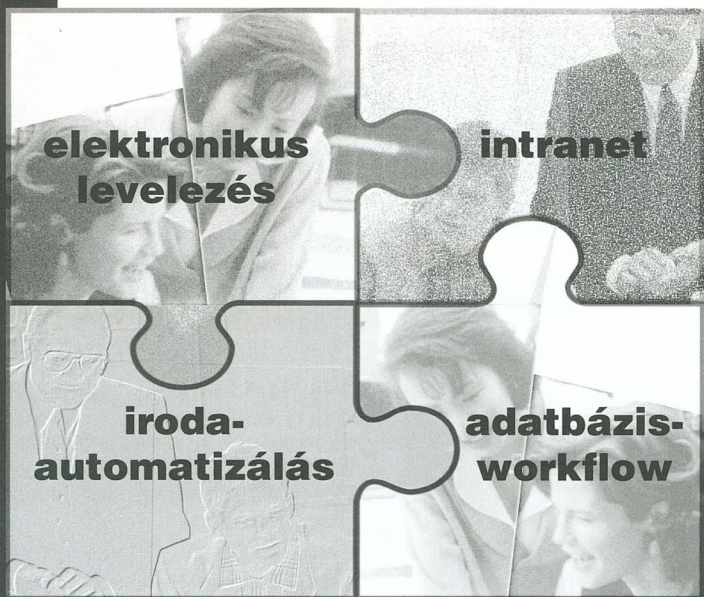 elektronikus
levelezés
intranet
iroda-
automatizálás
adatbázis-
workflow